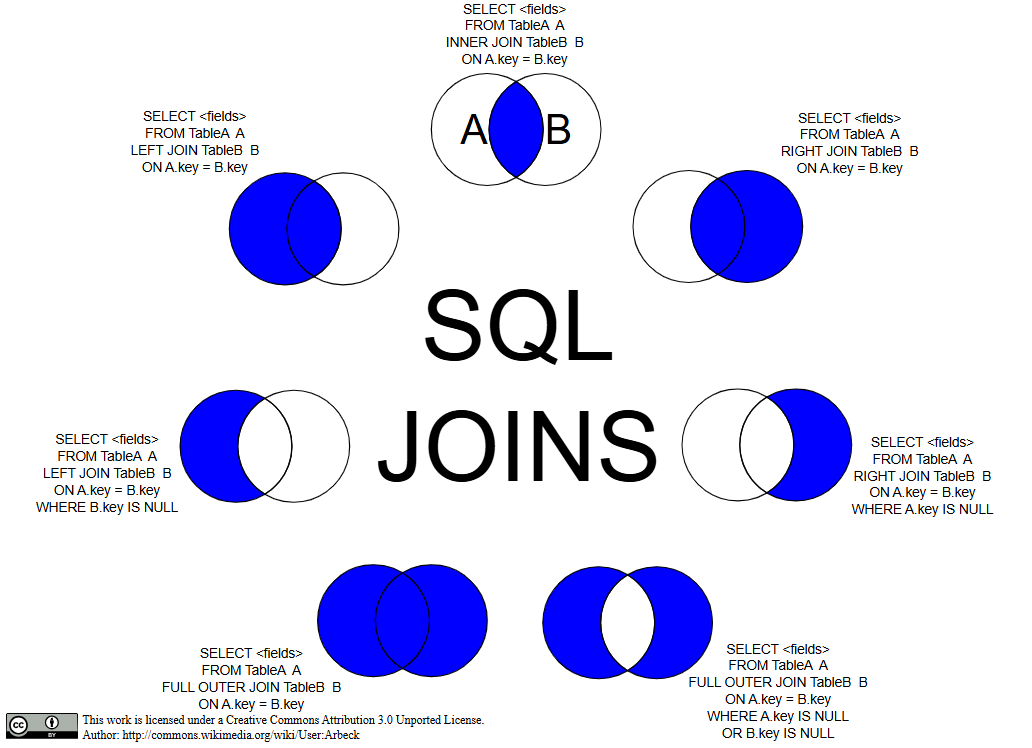 SELECT <fields>
FROM TableA A
INNER JOIN TableB B
ON A.key = B.key
A B
SELECT <fields>
FROM TableA A
LEFT JOIN TableB B
ON A.key = B.key
SELECT <fields>
FROM TableA A
RIGHT JOIN TableB B
ON A.key = B.key
SQL
JOINS
SELECT <fields>
FROM TableA A
LEFT JOIN TableB B
ON A.key = B.key
WHERE B.key IS NULL
SELECT <fields>
FROM TableA A
RIGHT JOIN TableB B
ON A.key = B.key
WHERE A.key IS NULL
SELECT <fields>
FROM TableA A
FULL OUTER JOIN TableB B
ON A.key = B.key
SELECT <fields>
FROM TableA A
FULL OUTER JOIN TableB B
ON A.key = B.key
WHERE A.key IS NULL
OR B.key IS NULL
cc
BY
This work is licensed under a Creative Commons Attribution 3.0 Unported License.
Author: http://commons.wikimedia.org/wiki/User:Arbeck